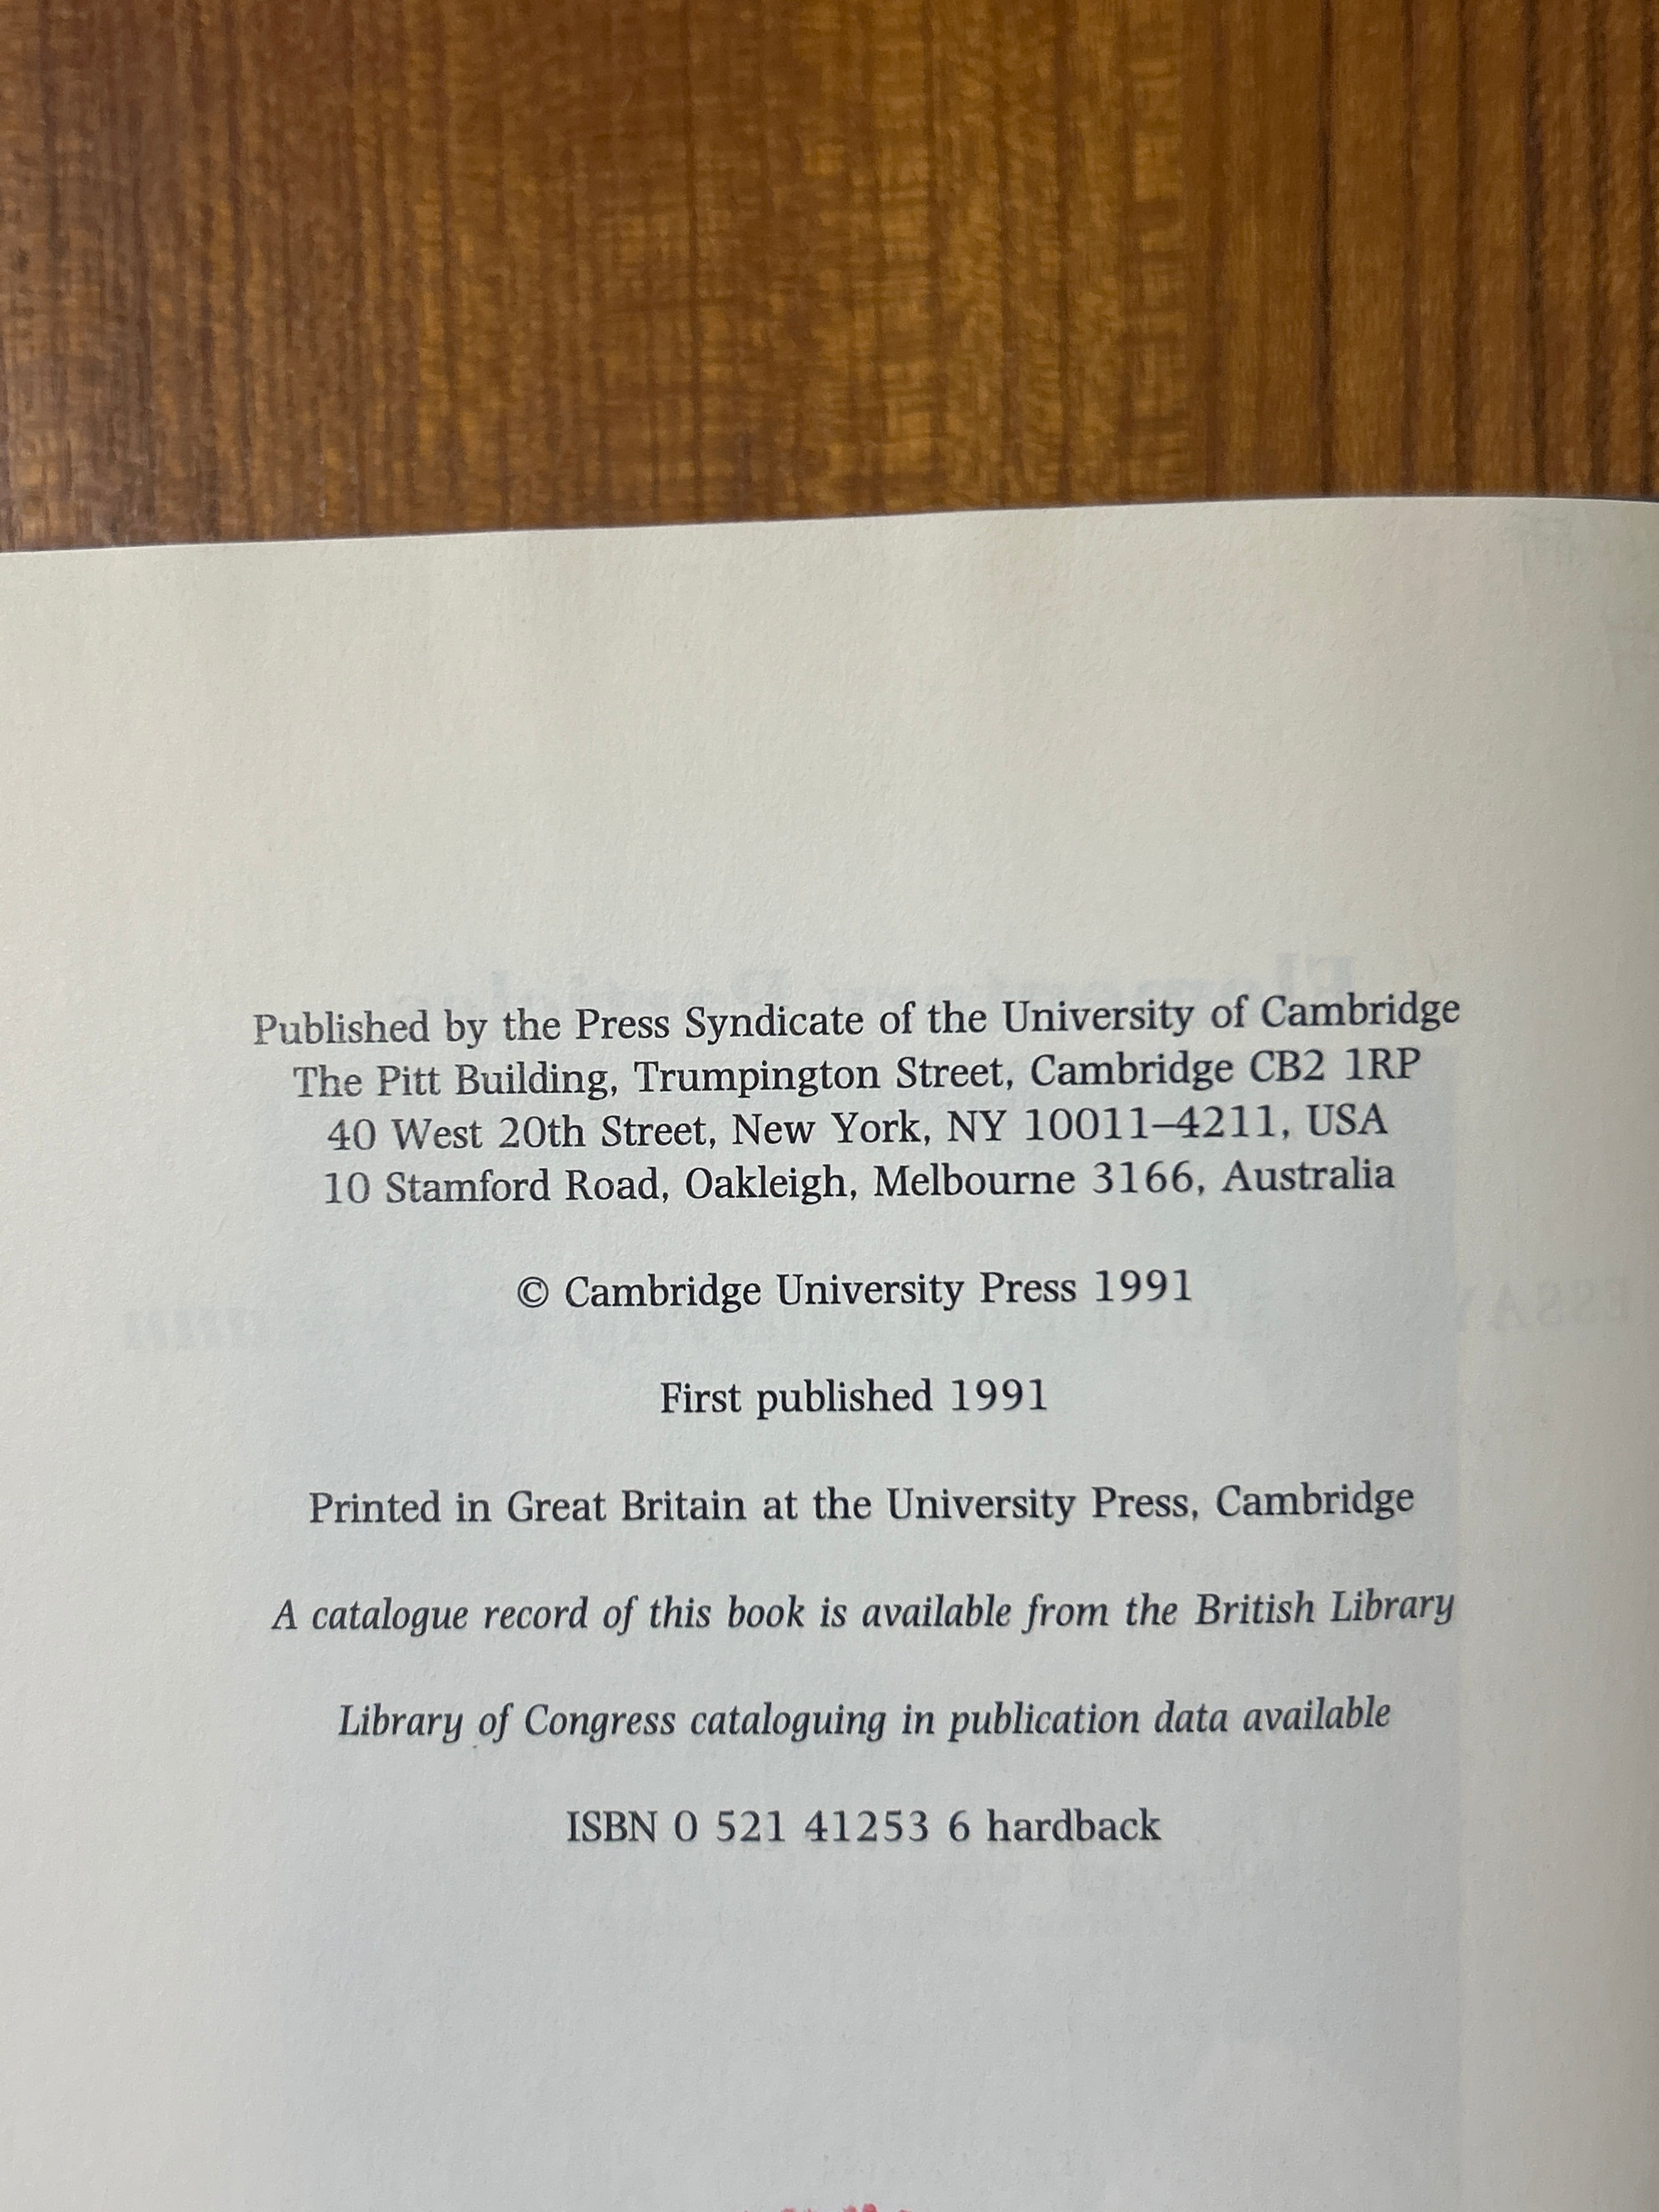 Published by the Press Syndicate of the University of Cambridge
The Pitt Building, Trumpington Street, Cambridge CB2 1RP
40 West 20th Street, New York, NY 10011–4211, USA
10 Stamford Road, Oakleigh, Melbourne 3166, Australia
© Cambridge University Press 1991
First published 1991
Printed in Great Britain at the University Press, Cambridge
A catalogue record of this book is available from the British Library
Library of Congress cataloguing in publication data available
ISBN 0 521 41253 6 hardback